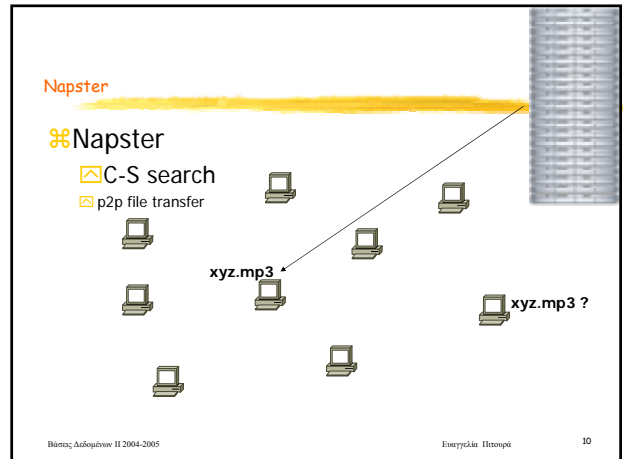 Napster
⌘Napster
C-S search
p2p file transfer
xyz.mp3
xyz.mp3 ?
Βάσεις Δεδομένων ΙΙ 2004-2005
Ευαγγελία Πιτουρά
10